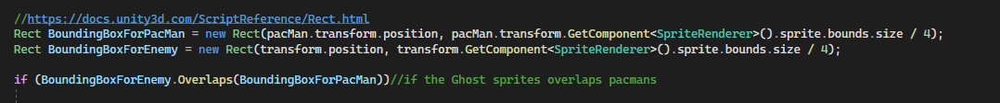 //https://docs.unity3d.com/ScriptReference/Rect.html
Rect BoundingBoxForPacMan = new Rect(pacMan.transform.position, pacMan.transform.GetComponent<SpriteRenderer>().sprite.bounds.size / 4);
Rect BoundingBoxForEnemy = new Rect(transform.position, transform.GetComponent<SpriteRenderer>().sprite.bounds.size / 4);
if (BoundingBoxForEnemy.Overlaps(BoundingBoxForPacMan))//if the Ghost sprites overlaps pacmans